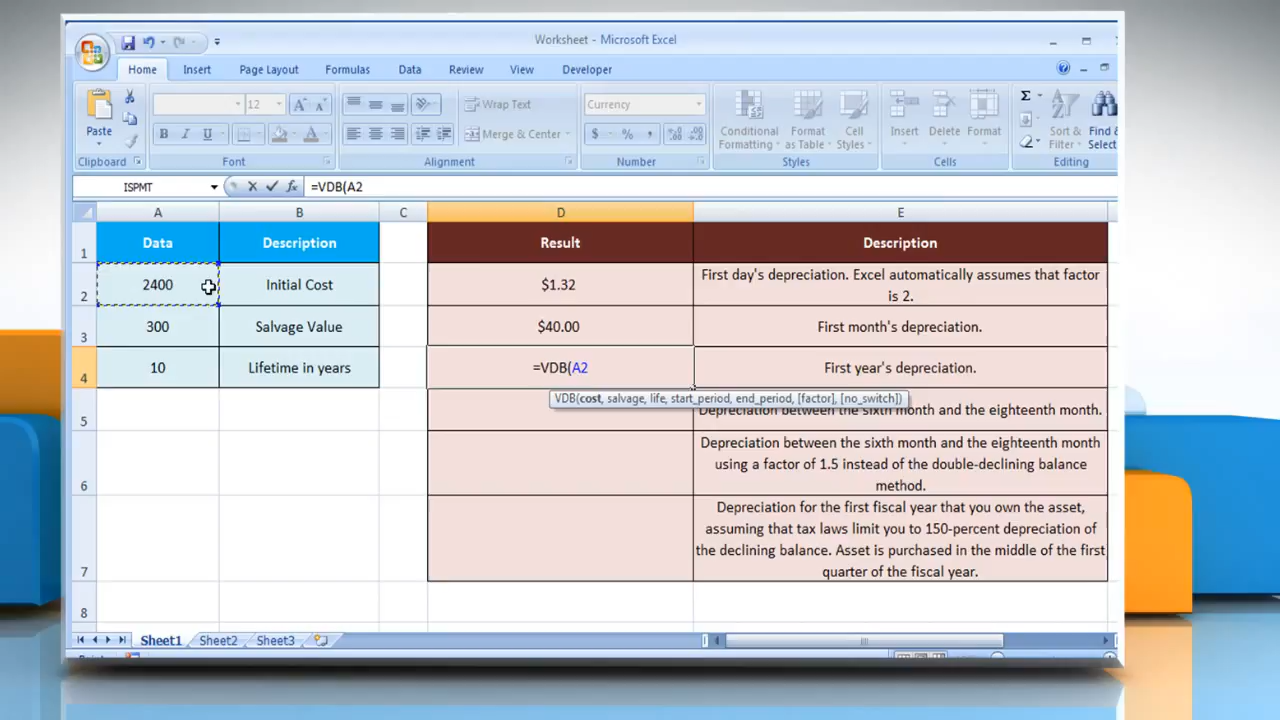 Worksheet - Microsoft Excel
Home Insert Page Layout Formulas Data Review View Developer
12 A A Wrap Text Currency Σ
Paste B I U A Merge & Center $ % , Conditional Formatting Format as Table Cell Styles Insert Delete Format Sort & Filter Find & Select
Clipboard Font Alignment Number Styles Cells Editing
ISPMT fx =VDB(A2
A B C D E
1 Data Description Result Description
2 2400 Initial Cost $1.32 First day's depreciation. Excel automatically assumes that factor
is 2.
3 300 Salvage Value $40.00 First month's depreciation.
4 10 Lifetime in years =VDB(A2 First year's depreciation.
VDB(cost, salvage, life, start_period, end_period, [factor], [no_switch])
5 Depreciation between the sixth month and the eighteenth month.
6 Depreciation between the sixth month and the eighteenth month
using a factor of 1.5 instead of the double-declining balance
method.
7 Depreciation for the first fiscal year that you own the asset,
assuming that tax laws limit you to 150-percent depreciation of
the declining balance. Asset is purchased in the middle of the first
quarter of the fiscal year.
8
Sheet1 Sheet2 Sheet3